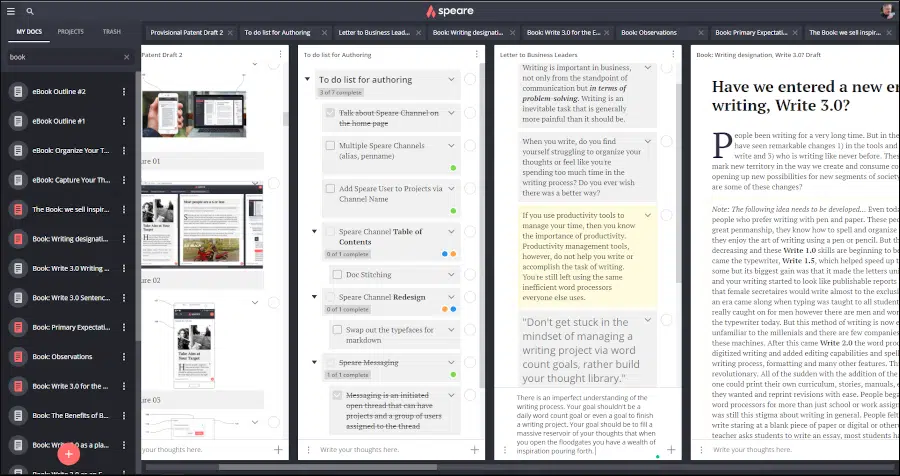 speare
MY DOCS
PROJECTS
TRASH
book
eBook Outline #2
eBook Outline #1
eBook: Organize Your T...
eBook: Capture Your Th...
The Book: we sell inspir...
Book: Writing designati...
Book: Write 3.0 Writing ...
Book: Write 3.0 Sentenc...
Book: Primary Expectati...
Book: Observations
Book: Write 3.0 for the ...
Book: The Benefits of B...
Provisional Patent Draft 2
To do list for Authoring
Letter to Business Lead...
Book: Writing designati...
Book: Write 3.0 for the E...
Book: Observations
Book: Primary Expectati...
Book: The we sel
Patent Draft 2
ure 01
ure 02
ure 03
your thoughts here.
To do list for Authoring
To do list for authoring
3 of 7 complete
Talk about Speare Channel on
the home page
Multiple Speare Channels
(alias, penname)
Add Speare User to Projects via
Channel Name
Speare Channel Table of
Contents
0 of 1 complete
Doc Stitching
Speare Channel Redesign
0 of 1 complete
Swap out the typefaces for
markdown
Speare Messaging
1 of 1 complete
Messaging is an initiated
open thread that can have
projects and a group of users
assigned to the thread
Write your thoughts here.
Letter to Business Leaders
Writing is important in business,
not only from the standpoint of
communication but in terms of
problem-solving. Writing is an
inevitable task that is generally
more painful than it should be.
When you write, do you find
yourself struggling to organize your
thoughts or feel like you're
spending too much time in the
writing process? Do you ever wish
there was a better way?
If you use productivity tools to
manage your time, then you know
the importance of productivity.
Productivity management tools,
however, do not help you write or
accomplish the task of writing.
You're still using the same
inefficient word processors
everyone else uses.
"Don't get stuck in the
mindset of managing a
writing project via word
count goals, rather build
your thought library."
There is an imperfect understanding of the
writing process. Your goal shouldn't be a
daily word count goal or even a goal to finish
a writing project. Your goal should be to fill a
massive reservoir of your thoughts that when
you open the floodgates you have a wealth of
inspiration pouring forth.
Book: Writing designation, Write 3.0? Draft
Have we entered a new er
writing, Write 3.0?
People been writing for a very long time. But in the
have seen remarkable changes 1) in the tools and
write and 3) who is writing like never before. Thes
mark new territory in the way we create and consume co
opening up new possibilities for new segments of society
are some of these changes?
Note: The following idea needs to be developed... Even toda
people who prefer writing with pen and paper. These peo
great penmanship, they know how to spell and organize
they enjoy the art of writing using a pen or pencil. But th
decreasing and these Write 1.0 skills are beginning to be
came the typewriter, Write 1.5, which helped speed up t
some but its biggest gain was that it made the letters uni
and your writing started to look like publishable reports
that female secretaries would write almost to the exclusi
an era came along when typing was taught to all student
really caught on for men however there are men and wor
the typewriter today. But this method of writing is now e
unfamiliar to the millenials and there are few companies
these machines. After this came Write 2.0 the word pro
digitized writing and added editing capabilities and spell
writing process, formatting and many other features. Th
revolutionary. All of the sudden with the addition of the
one could print their own curriculum, stories, manuals, e
they wanted and reprint revisions with ease. People bega
word processors for more than just school or work assign
was still this stigma about writing in general. People felt
write staring at a blank piece of paper or digital or other
teacher asks students to write an essay, most students ha